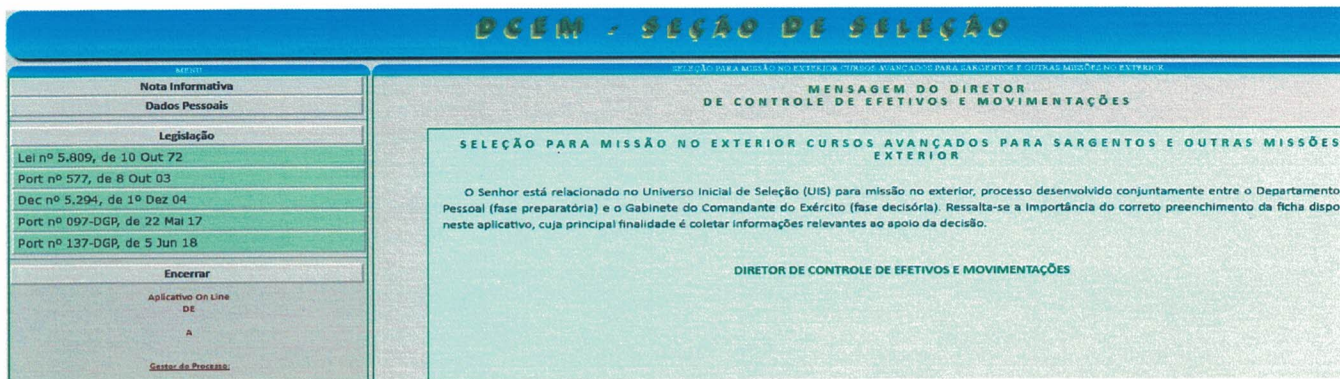 DCEM - SEÇÃO DE SELEÇÃO
MENU
Nota Informativa
Dados Pessoais
Legislação
Lei nº 5.809, de 10 Out 72
Port nº 577, de 8 Out 03
Dec nº 5.294, de 1º Dez 04
Port nº 097-DGP, de 22 Mai 17
Port nº 137-DGP, de 5 Jun 18
Encerrar
Aplicativo On Line
DE
A
Gestor do Processo:
SELEÇÃO PARA MISSÃO NO EXTERIOR CURSOS AVANÇADOS PARA SARGENTOS E OUTRAS MISSÕES NO EXTERIOR
MENSAGEM DO DIRETOR
DE CONTROLE DE EFETIVOS E MOVIMENTAÇÕES
SELEÇÃO PARA MISSÃO NO EXTERIOR CURSOS AVANÇADOS PARA SARGENTOS E OUTRAS MISSÕES
EXTERIOR
O Senhor está relacionado no Universo Inicial de Seleção (UIS) para missão no exterior, processo desenvolvido conjuntamente entre o Departamento
Pessoal (fase preparatória) e o Gabinete do Comandante do Exército (fase decisória). Ressalta-se a importância do correto preenchimento da ficha dispo
neste aplicativo, cuja principal finalidade é coletar informações relevantes ao apoio da decisão.
DIRETOR DE CONTROLE DE EFETIVOS E MOVIMENTAÇÕES